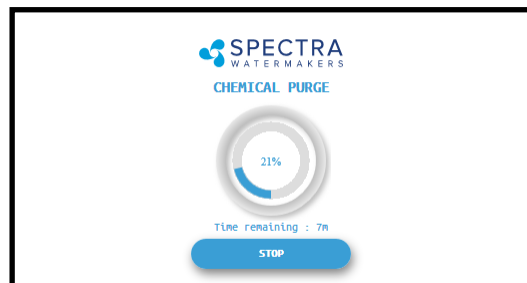 SPECTRA
WATERMAKERS
CHEMICAL PURGE
21%
Time remaining : 7m
STOP